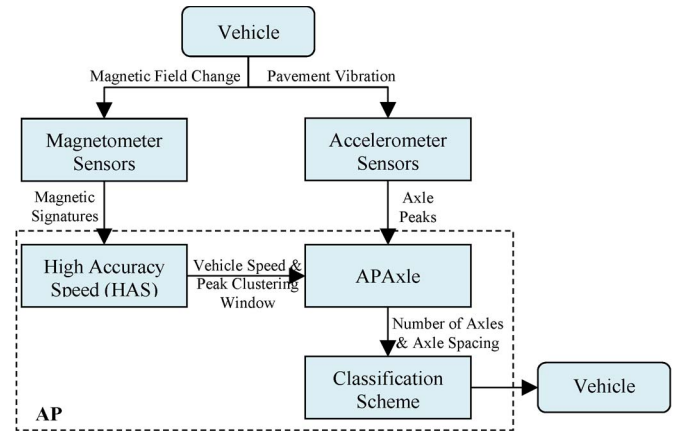 Vehicle
Magnetic Field Change
Pavement Vibration
Magnetometer
Sensors
Accelerometer
Sensors
Magnetic
Signatures
Axle
Peaks
High Accuracy
Speed (HAS)
Vehicle Speed &
Peak Clustering
Window
APAxle
Number of Axles
& Axle Spacing
Classification
Scheme
Vehicle
AP